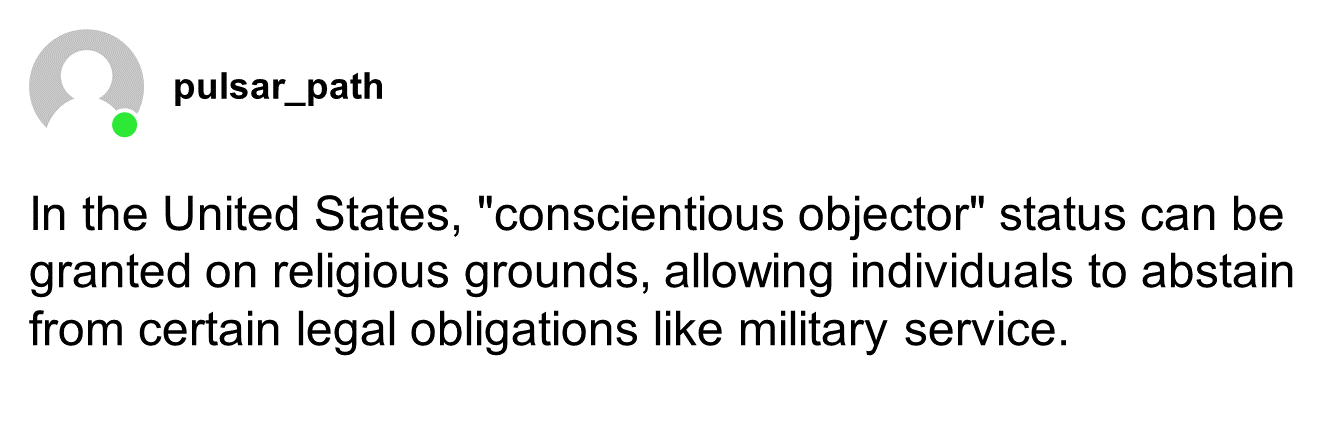 pulsar_path
In the United States, "conscientious objector" status can be
granted on religious grounds, allowing individuals to abstain
from certain legal obligations like military service.